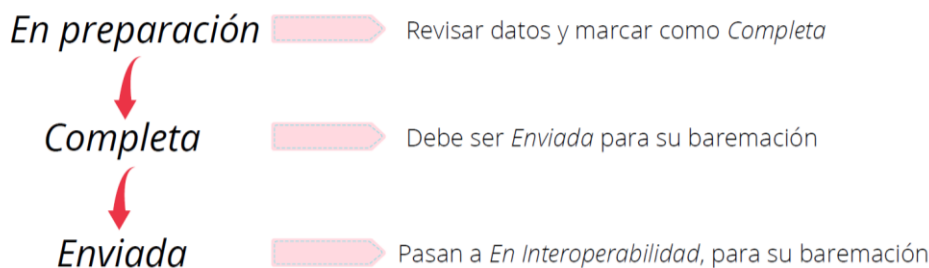 En preparación
Revisar datos y marcar como Completa
Completa
Debe ser Enviada para su baremación
Enviada
Pasan a En Interoperabilidad, para su baremación